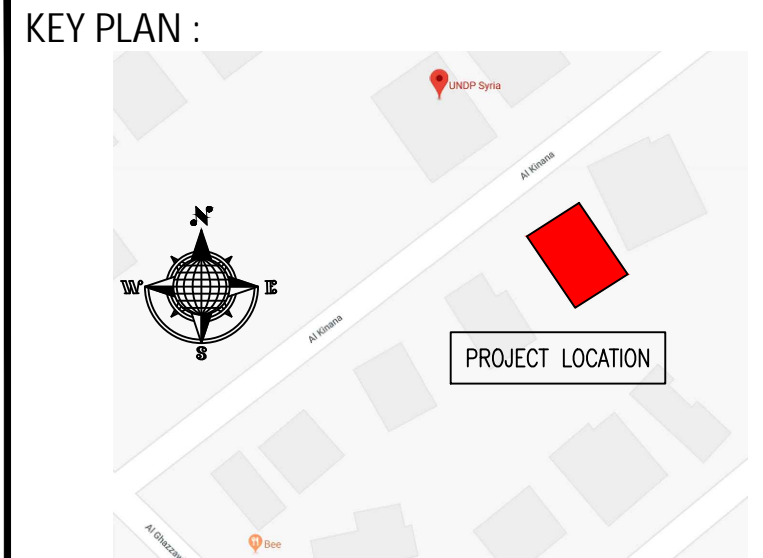 KEY PLAN :
UNDP Syria
Al Kinana
N
W
E
S
Al Kinana
PROJECT LOCATION
Bee